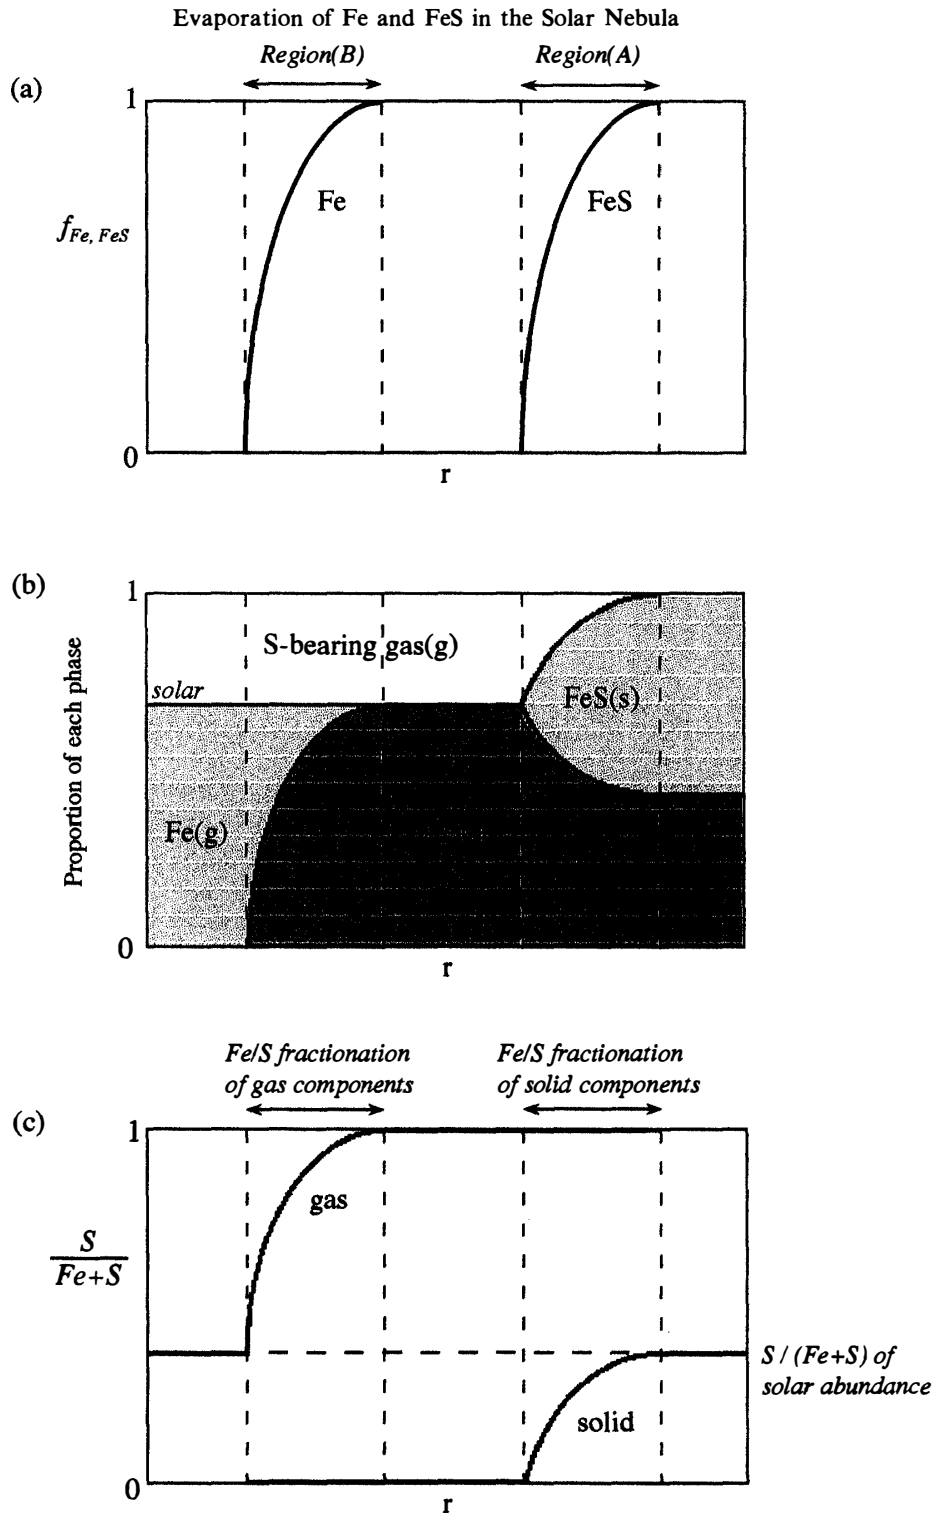 Evaporation of Fe and FeS in the Solar Nebula
Region(B)
Region(A)
(a)
1
Fe
FeS
f Fe, FeS
0
r
(b)
1
S-bearing gas(g)
solar
FeS(s)
Proportion of each phase
Fe(g)
0
r
Fe/S fractionation
of gas components
Fe/S fractionation
of solid components
(c)
1
gas
S
Fe+S
S / (Fe+S) of
solar abundance
solid
0
r